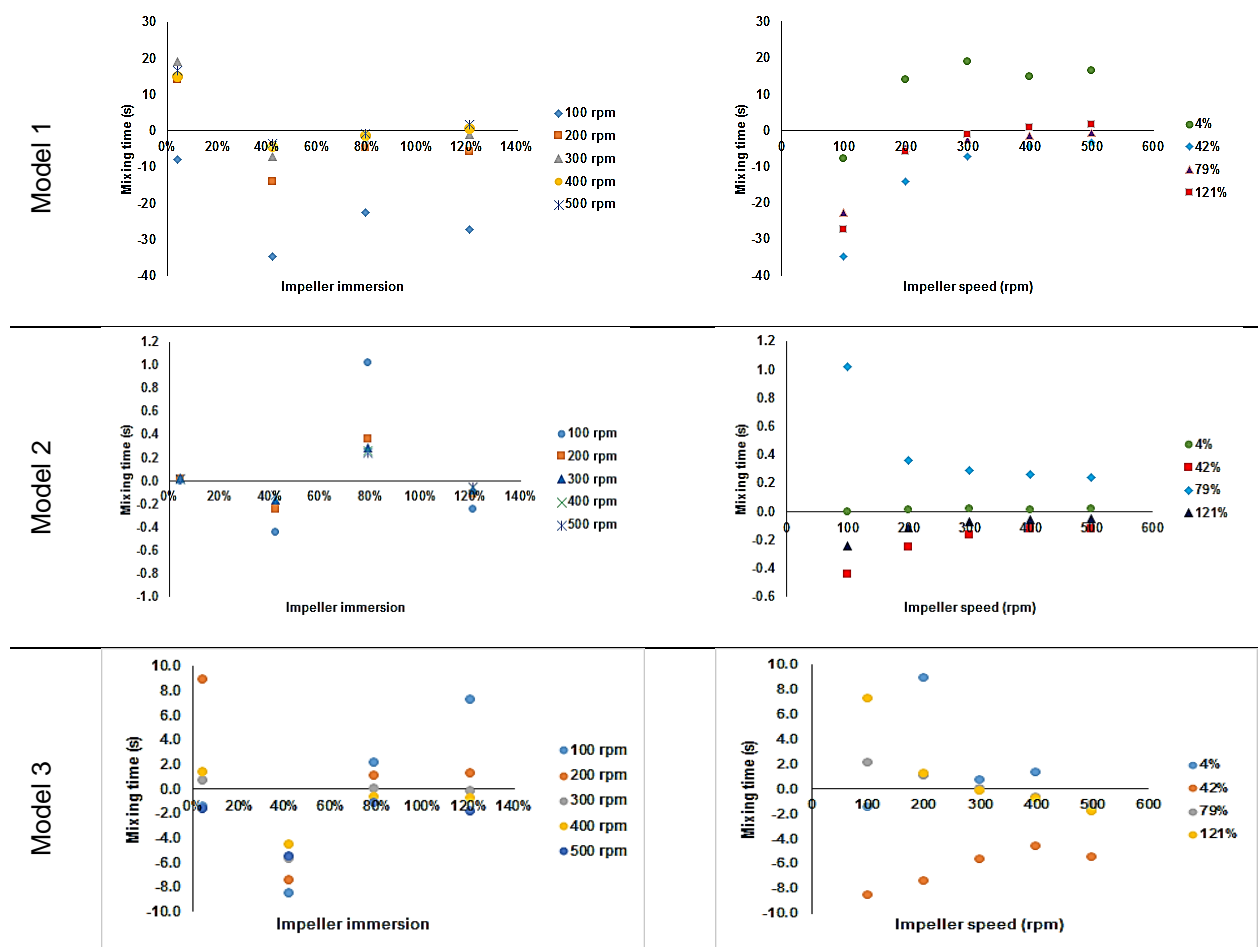 Model 1
Mixing time (s)
30
20
10
0
-10
-20
-30
-40
0% 20% 40% 60% 80% 100% 120% 140%
Impeller immersion
100 rpm
200 rpm
300 rpm
400 rpm
500 rpm
Mixing time (s)
30
20
10
0
-10
-20
-30
-40
0 100 200 300 400 500 600
Impeller speed (rpm)
4%
42%
79%
121%
Model 2
Mixing time (s)
1.2
1.0
0.8
0.6
0.4
0.2
0.0
-0.2
-0.4
-0.6
-0.8
-1.0
0% 20% 40% 60% 80% 100% 120% 140%
Impeller immersion
100 rpm
200 rpm
300 rpm
400 rpm
500 rpm
Mixing time (s)
1.2
1.0
0.8
0.6
0.4
0.2
0.0
-0.2
-0.4
-0.6
0 100 200 300 400 500 600
Impeller speed (rpm)
4%
42%
79%
121%
Model 3
Mixing time (s)
10.0
8.0
6.0
4.0
2.0
0.0
-2.0
-4.0
-6.0
-8.0
-10.0
0% 20% 40% 60% 80% 100% 120% 140%
Impeller immersion
100 rpm
200 rpm
300 rpm
400 rpm
500 rpm
Mixing time (s)
10.0
8.0
6.0
4.0
2.0
0.0
-2.0
-4.0
-6.0
-8.0
-10.0
0 100 200 300 400 500 600
Impeller speed (rpm)
4%
42%
79%
121%